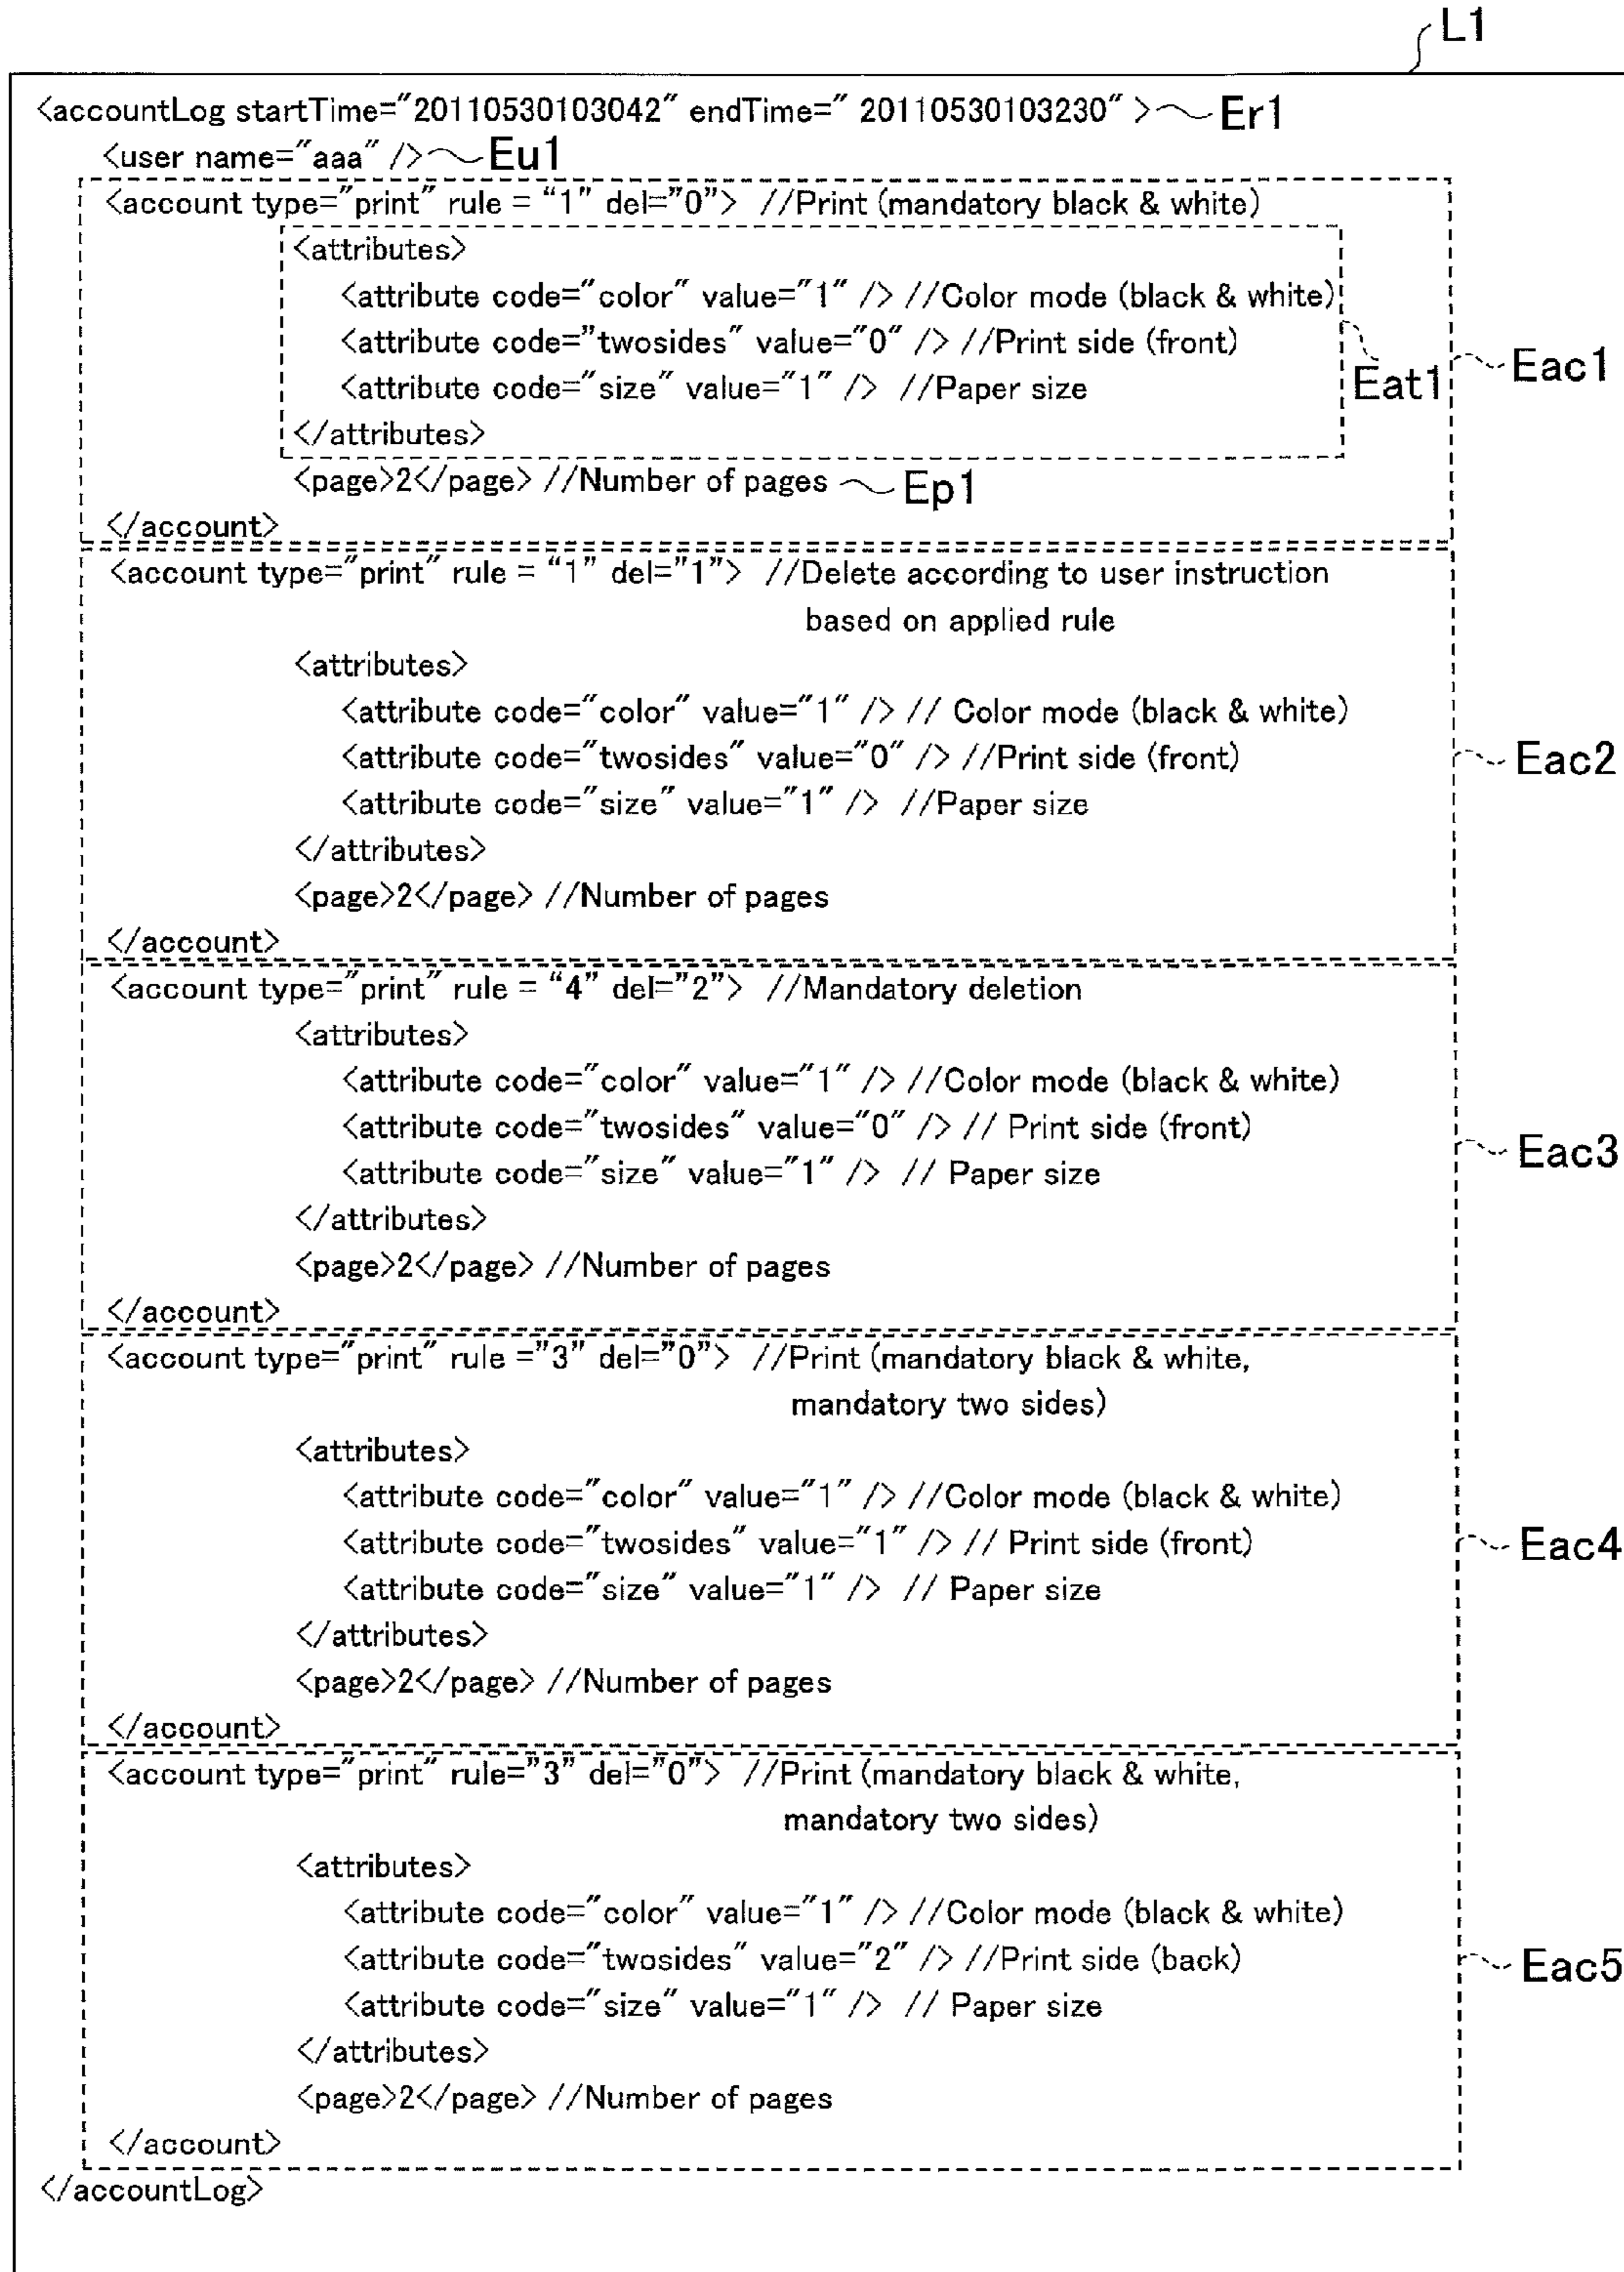 L1
<accountLog startTime="20110530103042" endTime=" 20110530103230" > Er1
<user name="aaa" /> Eu1
<account type="print" rule = "1" del="0"> //Print (mandatory black & white)
<attributes>
<attribute code="color" value="1" /> //Color mode (black & white)
<attribute code="twosides" value="0" /> //Print side (front)
<attribute code="size" value="1" /> //Paper size
Eat1
Eac1
</attributes>
<page>2</page> //Number of pages Ep1
</account>
<account type="print" rule = "1" del="1"> //Delete according to user instruction
based on applied rule
<attributes>
<attribute code="color" value="1" /> // Color mode (black & white)
<attribute code="twosides" value="0" /> //Print side (front)
Eac2
<attribute code="size" value="1" /> //Paper size
</attributes>
<page>2</page> //Number of pages
</account>
<account type="print" rule = "4" del="2"> //Mandatory deletion
<attributes>
<attribute code="color" value="1" /> //Color mode (black & white)
<attribute code="twosides" value="0" /> // Print side (front)
Eac3
<attribute code="size" value="1" /> // Paper size
</attributes>
<page>2</page> //Number of pages
</account>
<account type="print" rule ="3" del="0"> //Print (mandatory black & white,
mandatory two sides)
<attributes>
<attribute code="color" value="1" /> //Color mode (black & white)
<attribute code="twosides" value="1" /> // Print side (front)
Eac4
<attribute code="size" value="1" /> // Paper size
</attributes>
<page>2</page> //Number of pages
</account>
<account type="print" rule="3" del="0"> //Print (mandatory black & white,
mandatory two sides)
<attributes>
<attribute code="color" value="1" /> //Color mode (black & white)
<attribute code="twosides" value="2" /> //Print side (back)
Eac5
<attribute code="size" value="1" /> // Paper size
</attributes>
<page>2</page> //Number of pages
</account>
</accountLog>